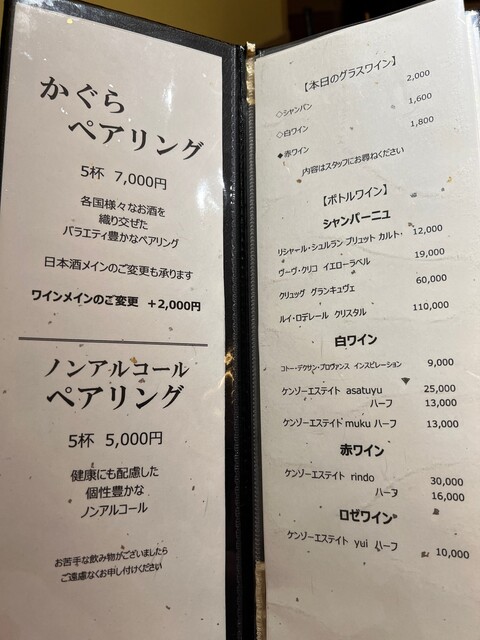 かぐら
ペアリング
5杯 7,000円
各国様々なお酒を
織り交ぜた
バラエティ豊かなペアリング
日本酒メインのご変更も承ります
ワインメインのご変更 +2,000円
ノンアルコール
ペアリング
5杯 5,000円
健康にも配慮した
個性豊かな
ノンアルコール
お苦手な飲み物がございましたら
ご遠慮なくお申し付けください
【本日のグラスワイン】
◇シャンパン 2,000
◇白ワイン 1,600
◆赤ワイン 1,800
内容はスタッフにお尋ねください
【ボトルワイン】
シャンパーニュ
リシャール・シュルラン ブリュット カルト・ 12,000
ヴーヴ・クリコ イエローラベル 19,000
クリュッグ グランキュヴェ 60,000
ルイ・ロデレール クリスタル 110,000
白ワイン
コトー・デクサン・プロヴァンス インスピレーション 9,000
ケンゾーエステイト asatuyu 25,000
ハーフ 13,000
ケンゾーエステイト muku ハーフ 13,000
赤ワイン
ケンゾーエステイト rindo 30,000
ハーフ 16,000
ロゼワイン
ケンゾーエステイト yui ハーフ 10,000